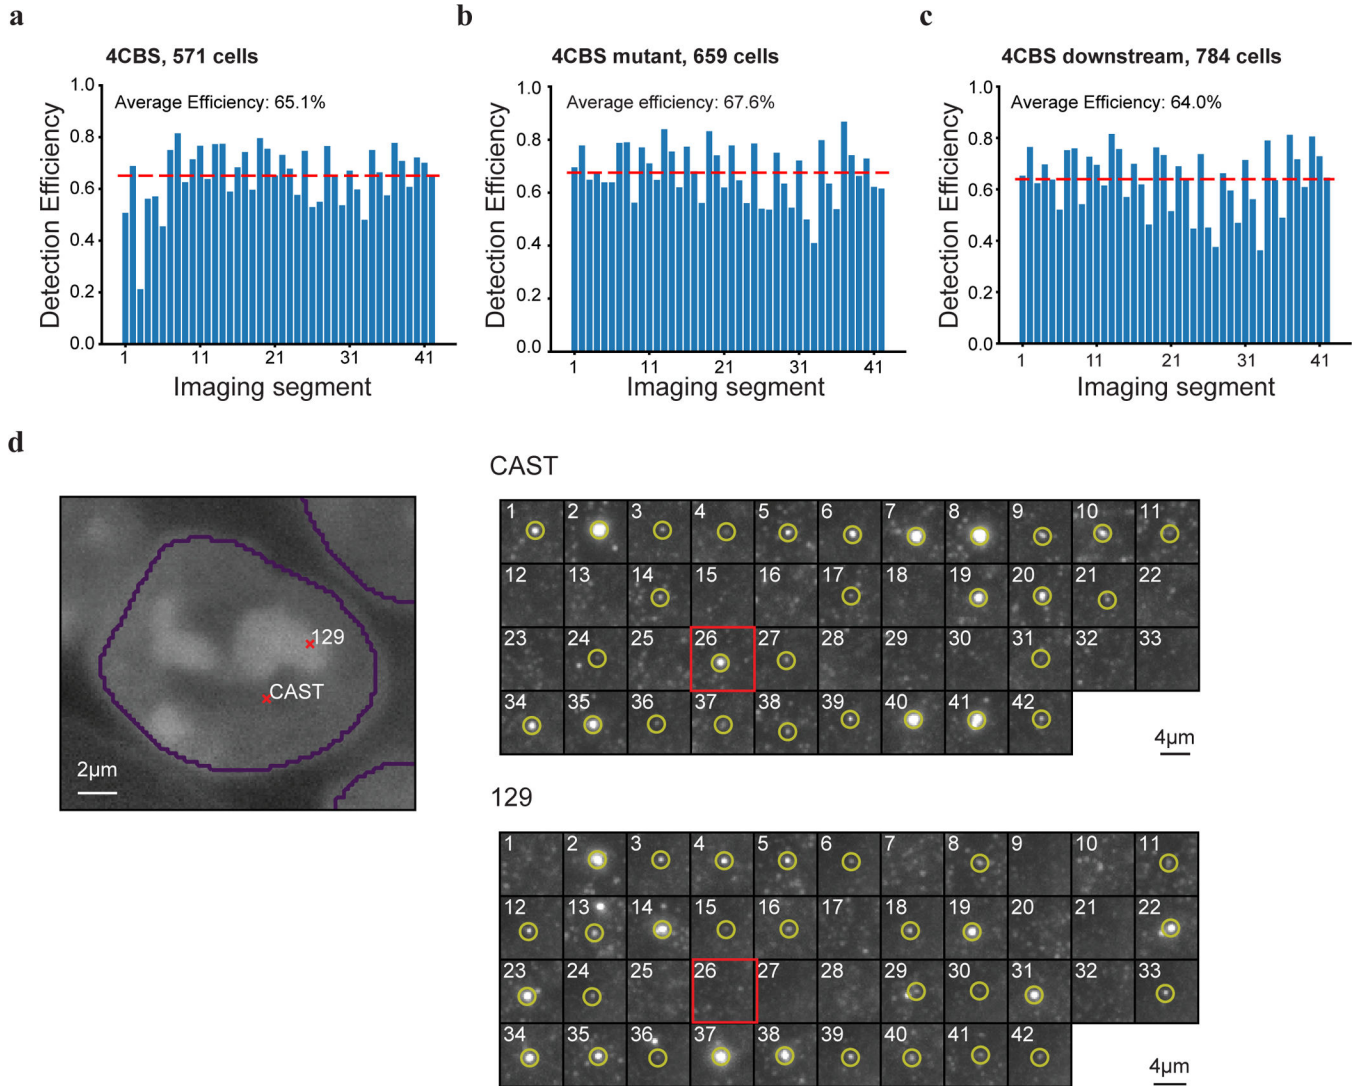 a
4CBS, 571 cells
Average Efficiency: 65.1%
Detection Efficiency
1.0
0.8
0.6
0.4
0.2
0.0
1 11 21 31 41
Imaging segment
b
4CBS mutant, 659 cells
Average efficiency: 67.6%
Detection Efficiency
1.0
0.8
0.6
0.4
0.2
0.0
1 11 21 31 41
Imaging segment
c
4CBS downstream, 784 cells
Average Efficiency: 64.0%
Detection Efficiency
1.0
0.8
0.6
0.4
0.2
0.0
1 11 21 31 41
Imaging segment
d
129
CAST
2μm
CAST
1 2 3 4 5 6 7 8 9 10 11
12 13 14 15 16 17 18 19 20 21 22
23 24 25 26 27 28 29 30 31 32 33
34 35 36 37 38 39 40 41 42
4μm
129
1 2 3 4 5 6 7 8 9 10 11
12 13 14 15 16 17 18 19 20 21 22
23 24 25 26 27 28 29 30 31 32 33
34 35 36 37 38 39 40 41 42
4μm